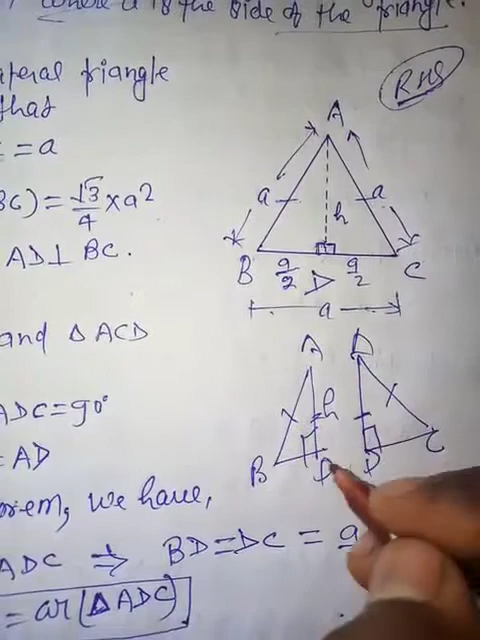 where a is the side of the triangle.
ateral triangle
that
RHS
= a
BC) = √3/4 × a²
AD ⊥ BC.
A
a a
h
B a/2 D a/2 C
a
and Δ ACD
A
h
B D D C
ADC = 90°
= AD
orem, we have,
ADC ⇒ BD = DC = a
= ar(ΔADC)